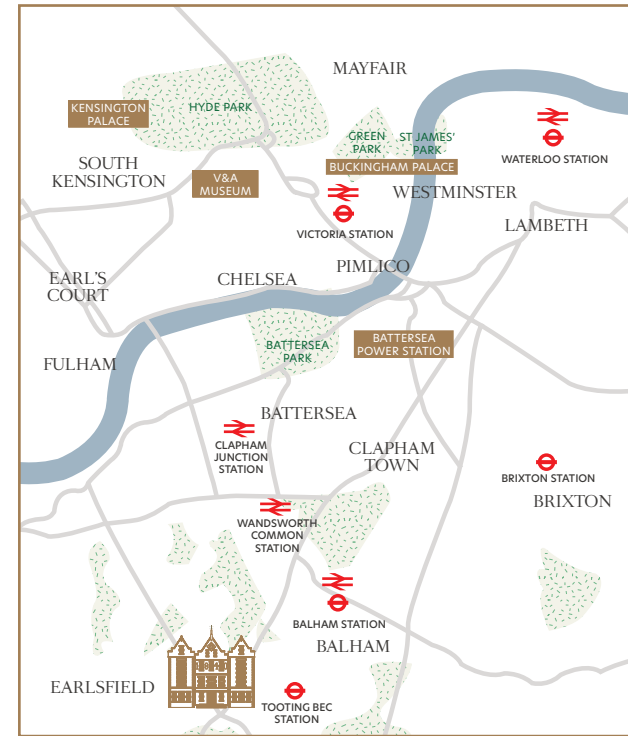 MAYFAIR
KENSINGTON
PALACE
HYDE PARK
GREEN
PARK
ST JAMES'
PARK
WATERLOO STATION
SOUTH
KENSINGTON
V&A
MUSEUM
BUCKINGHAM PALACE
WESTMINSTER
LAMBETH
VICTORIA STATION
PIMLICO
EARL'S
COURT
CHELSEA
BATTERSEA
PARK
BATTERSEA
POWER STATION
FULHAM
BATTERSEA
CLAPHAM
JUNCTION
STATION
CLAPHAM
TOWN
BRIXTON STATION
BRIXTON
WANDSWORTH
COMMON
STATION
BALHAM STATION
BALHAM
EARLSFIELD
TOOTING BEC
STATION